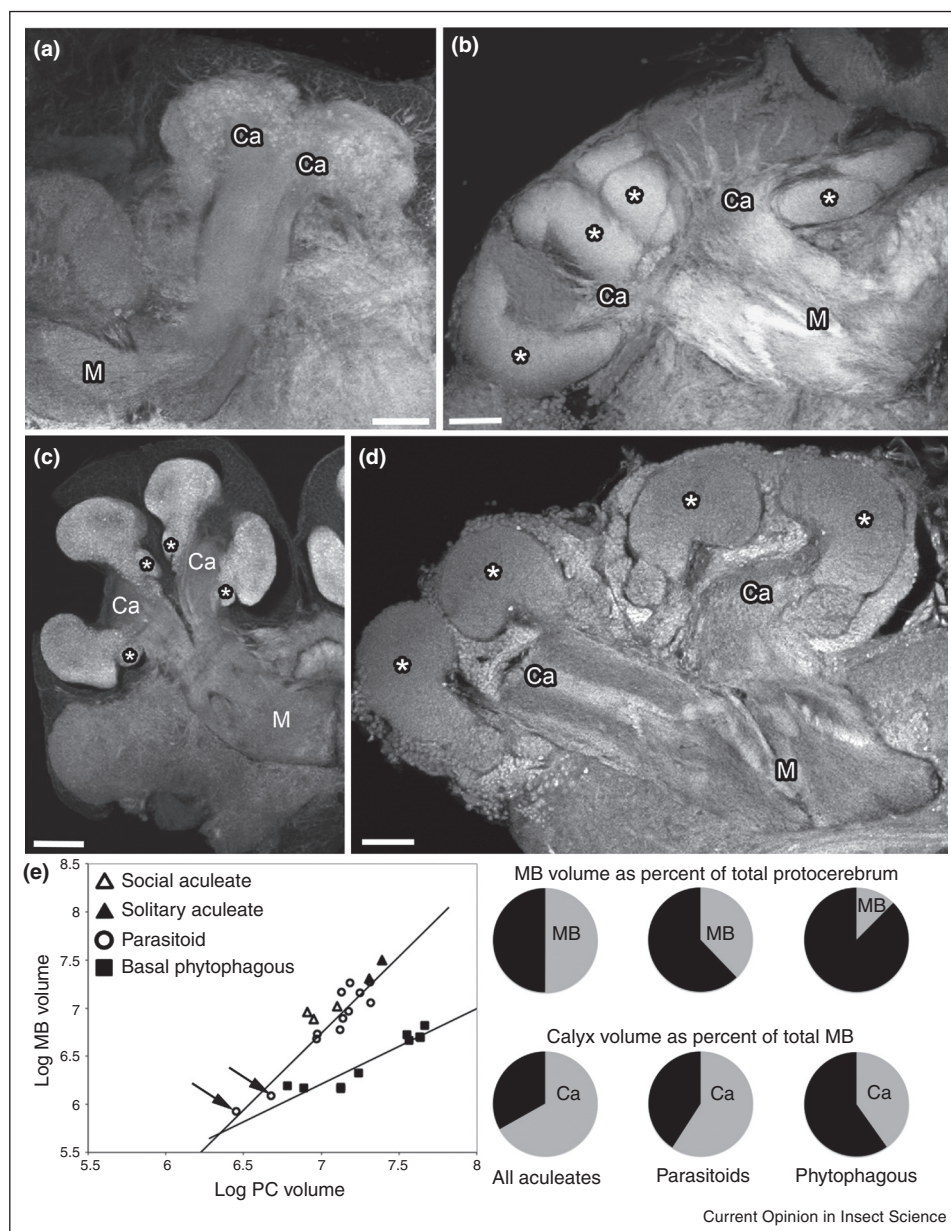 (a)
Ca
Ca
M
(b)
*
*
*
Ca
Ca
M
(c)
*
*
*
*
Ca
Ca
M
(d)
*
*
*
*
Ca
Ca
M
(e)
8.5
8
7.5
7
6.5
6
5.5
Log MB volume
Social aculeate
Solitary aculeate
Parasitoid
Basal phytophagous
5.5 6 6.5 7 7.5 8
Log PC volume
MB volume as percent of total protocerebrum
MB MB MB
Calyx volume as percent of total MB
Ca Ca Ca
All aculeates Parasitoids Phytophagous
Current Opinion in Insect Science